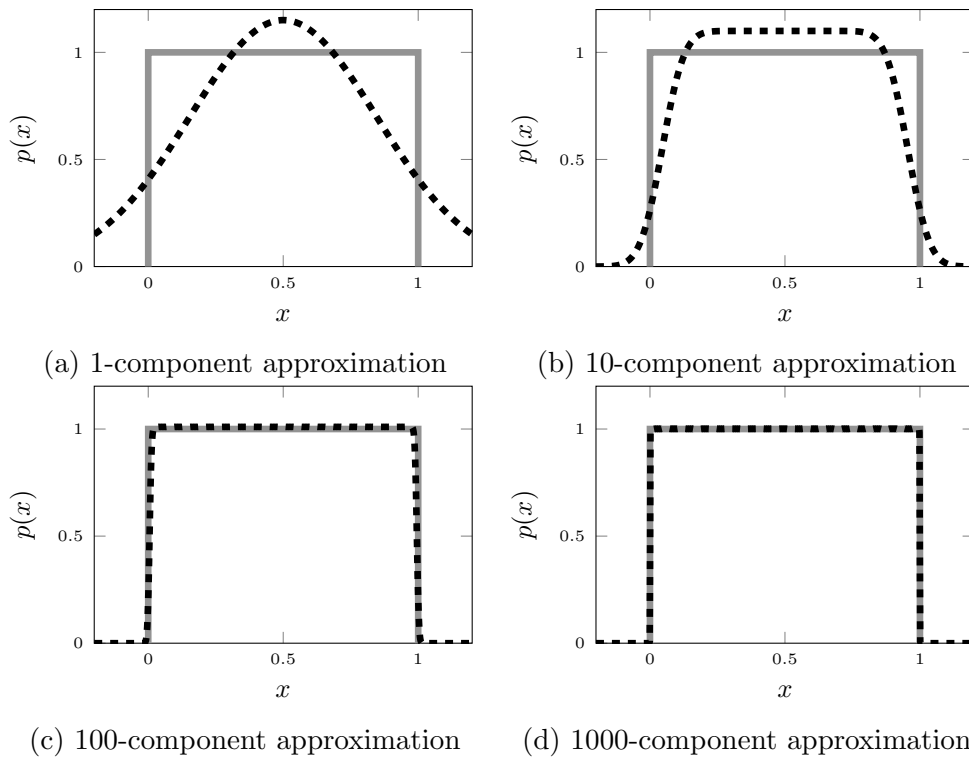 1
0.5
0
p(x)
0 0.5 1
x
(a) 1-component approximation
1
0.5
0
p(x)
0 0.5 1
x
(b) 10-component approximation
1
0.5
0
p(x)
0 0.5 1
x
(c) 100-component approximation
1
0.5
0
p(x)
0 0.5 1
x
(d) 1000-component approximation